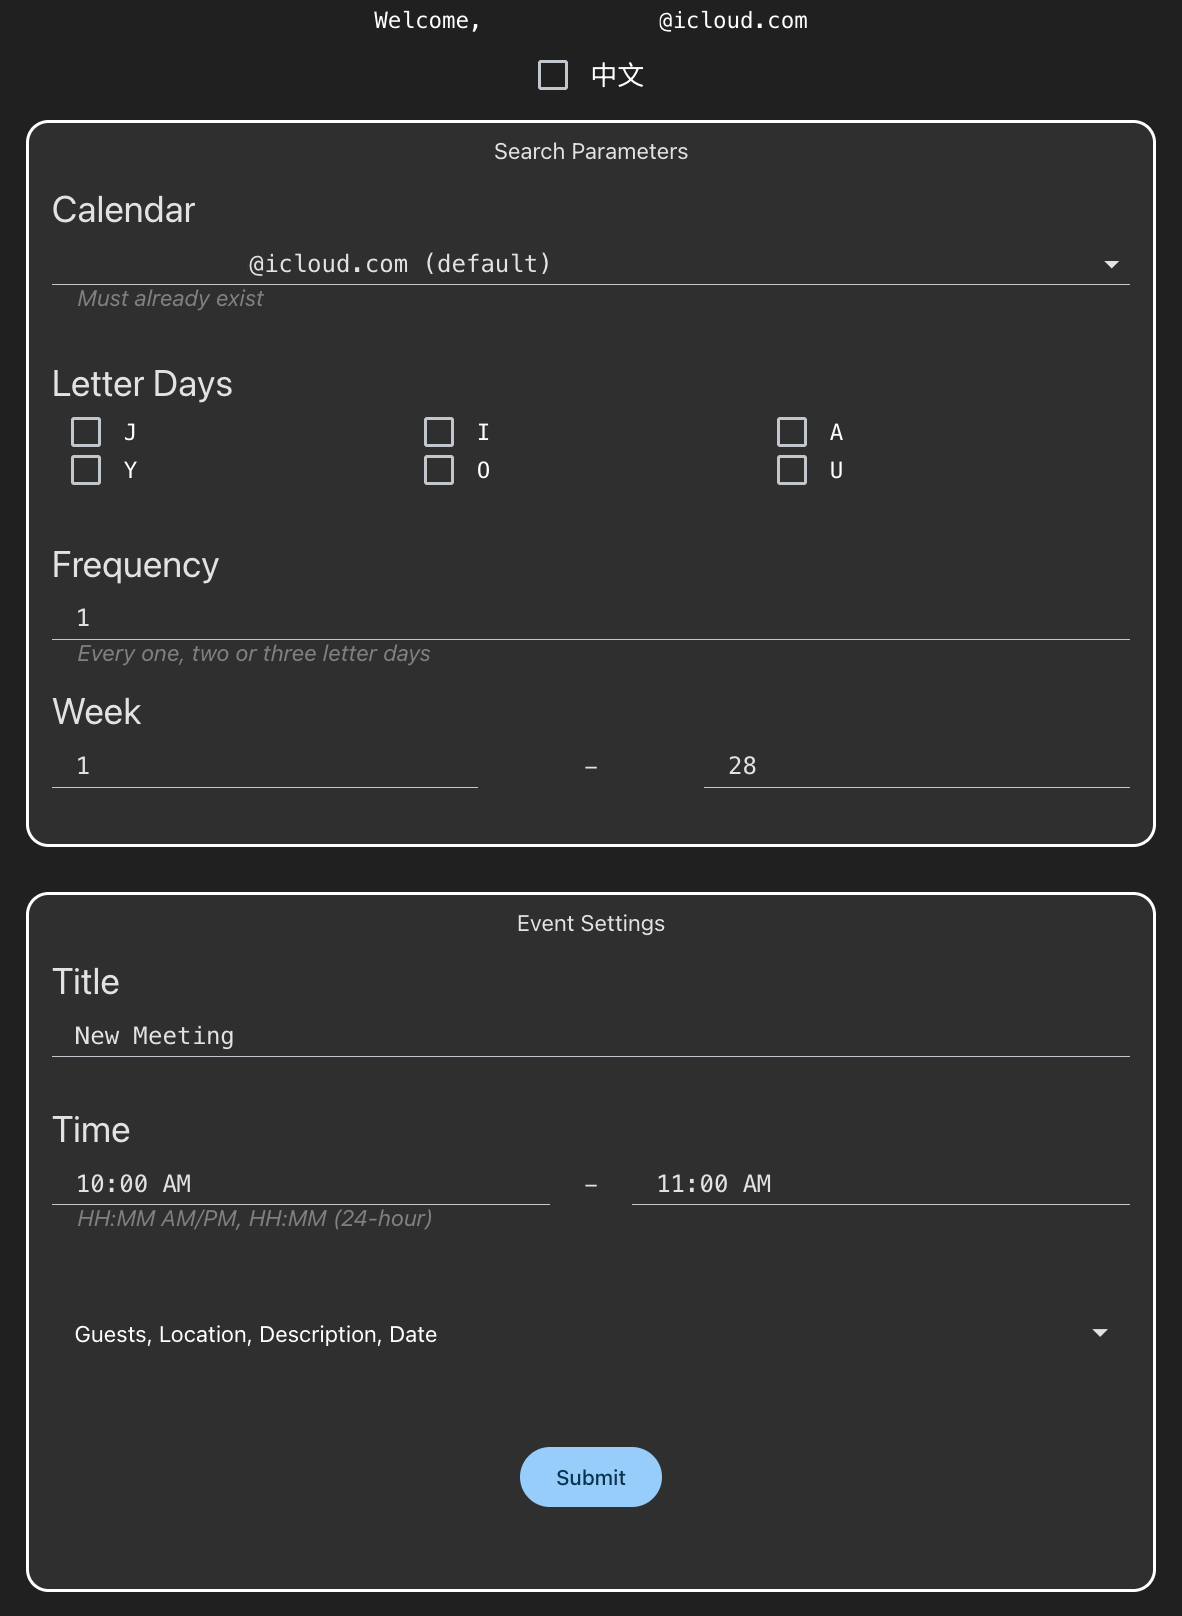 Welcome, @icloud.com
中文
Search Parameters
Calendar
@icloud.com (default)
Must already exist
Letter Days
J I A
Y O U
Frequency
1
Every one, two or three letter days
Week
1 – 28
Event Settings
Title
New Meeting
Time
10:00 AM – 11:00 AM
HH:MM AM/PM, HH:MM (24-hour)
Guests, Location, Description, Date
Submit